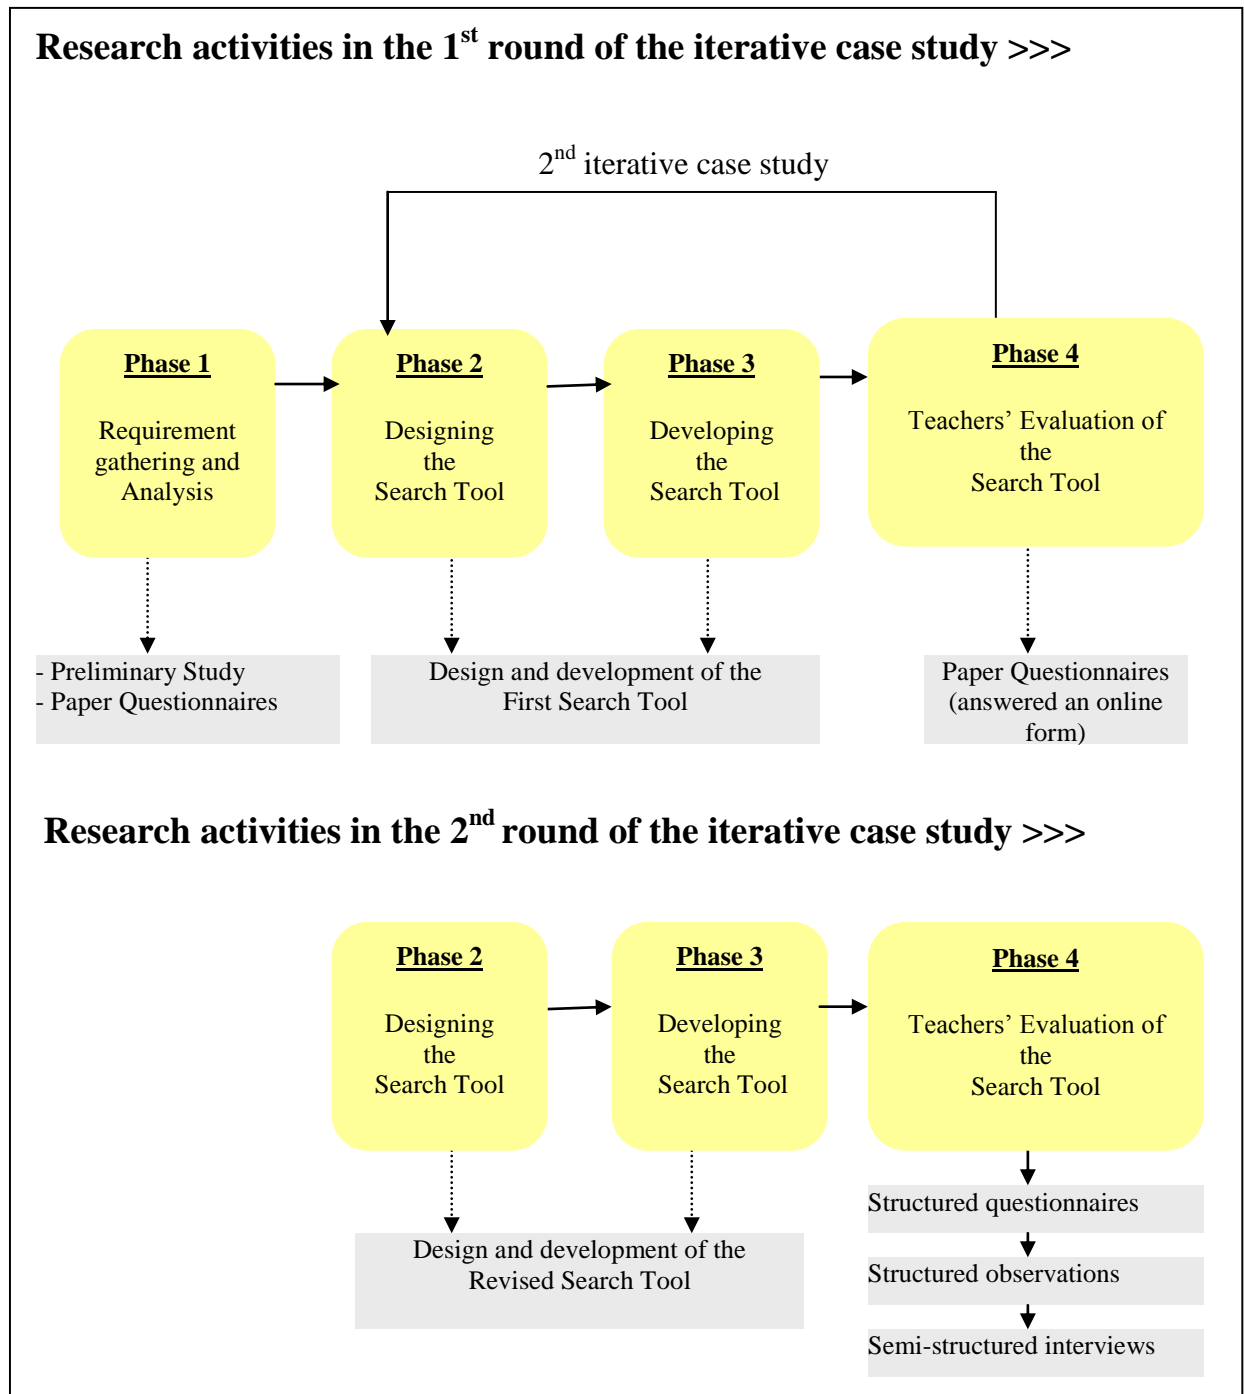 Research activities in the 1st round of the iterative case study >>>
2nd iterative case study
Phase 1
Requirement
gathering and
Analysis
Phase 2
Designing
the
Search Tool
Phase 3
Developing
the
Search Tool
Phase 4
Teachers’ Evaluation of
the
Search Tool
- Preliminary Study
- Paper Questionnaires
Design and development of the
First Search Tool
Paper Questionnaires
(answered an online
form)
Research activities in the 2nd round of the iterative case study >>>
Phase 2
Designing
the
Search Tool
Phase 3
Developing
the
Search Tool
Phase 4
Teachers’ Evaluation of
the
Search Tool
Design and development of the
Revised Search Tool
Structured questionnaires
Structured observations
Semi-structured interviews